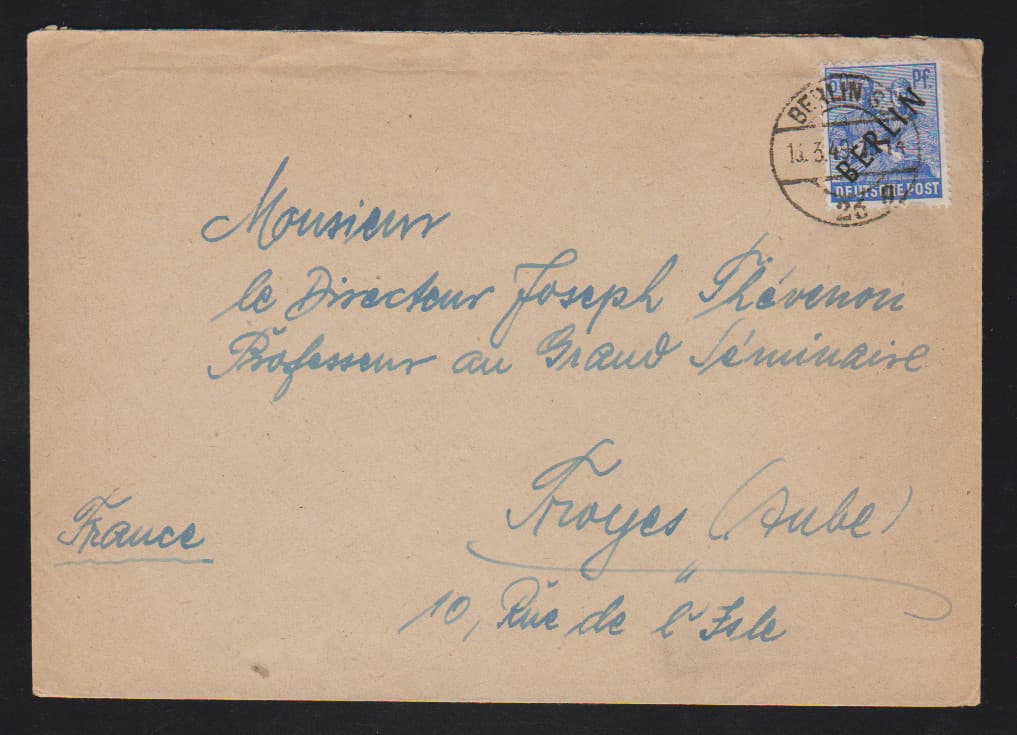 BERLIN
Pf.
BERLIN
DEUTSCHE POST
Monsieur
le Directeur Joseph Thévenon
Professeur au Grand Séminaire
Troyes (Aube)
France
10, Rue de l'Isle